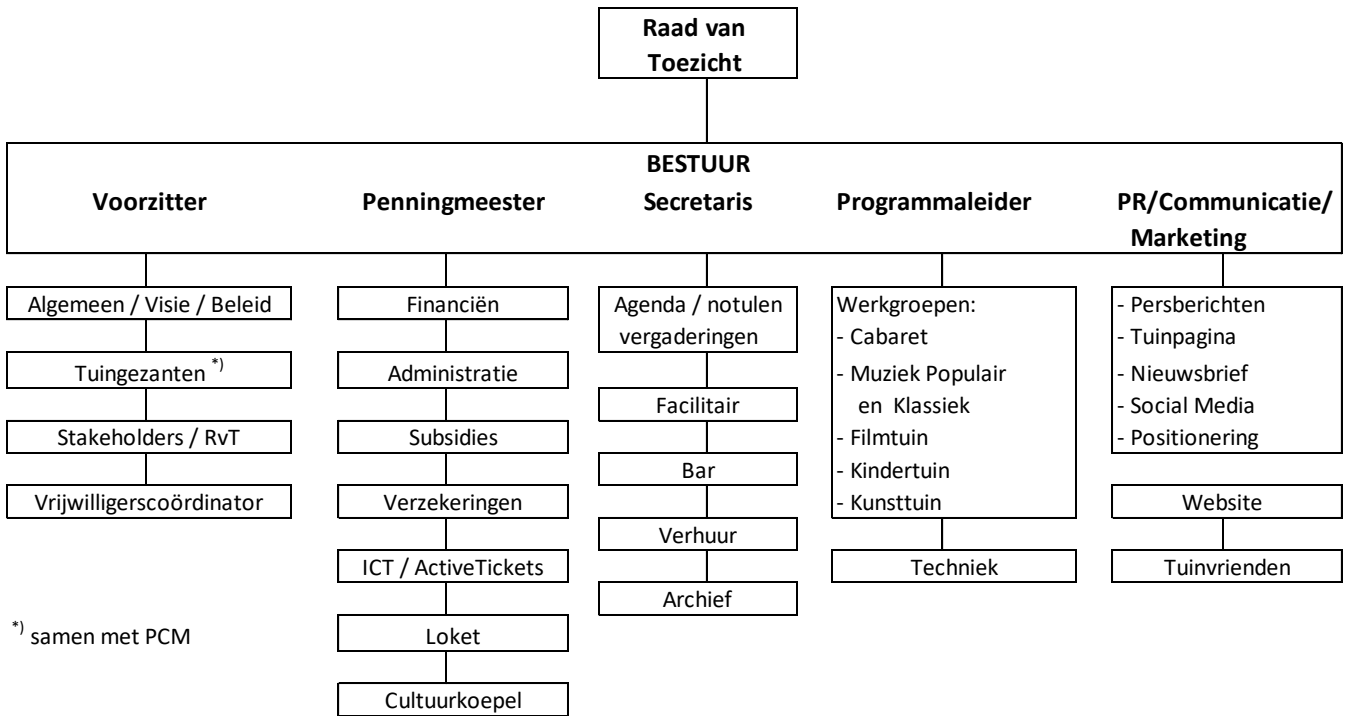 Raad van
Toezicht
BESTUUR
Voorzitter
Penningmeester
Secretaris
Programmaleider
PR/Communicatie/
Marketing
Algemeen / Visie / Beleid
Tuingezanten *)
Stakeholders / RvT
Vrijwilligerscoördinator
*) samen met PCM
Financiën
Administratie
Subsidies
Verzekeringen
ICT / ActiveTickets
Loket
Cultuurkoepel
Agenda / notulen
vergaderingen
Facilitair
Bar
Verhuur
Archief
Werkgroepen:
- Cabaret
- Muziek Populair
en Klassiek
- Filmtuin
- Kindertuin
- Kunsttuin
Techniek
- Persberichten
- Tuinpagina
- Nieuwsbrief
- Social Media
- Positionering
Website
Tuinvrienden